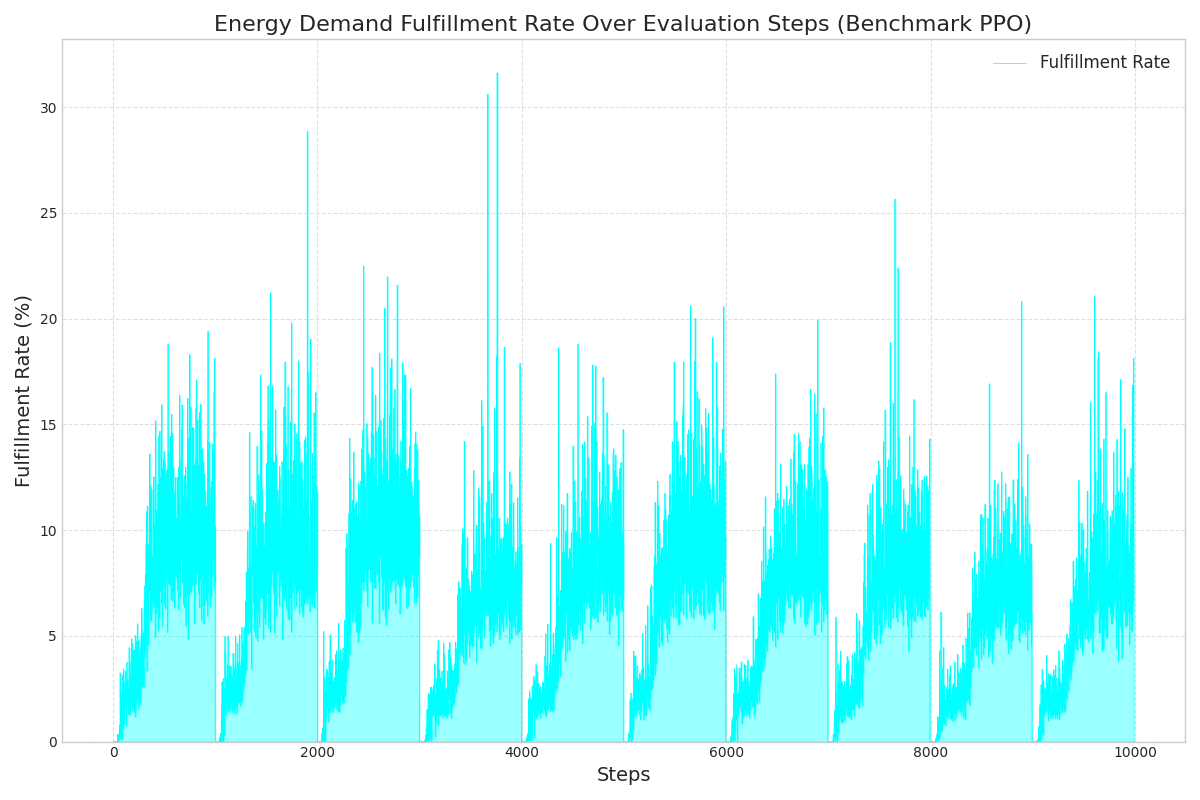 Energy Demand Fulfillment Rate Over Evaluation Steps (Benchmark PPO)
Fulfillment Rate
30
25
20
15
10
5
0
Fulfillment Rate (%)
0 2000 4000 6000 8000 10000
Steps